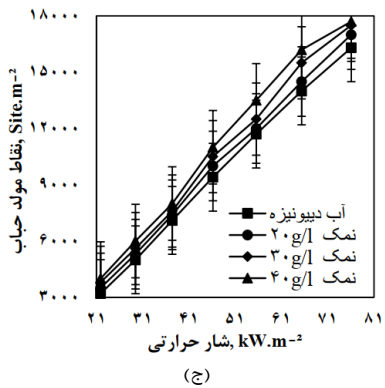 نقاط مولد حباب, Site.m⁻²
۱۸۰۰۰
۱۵۰۰۰
۱۲۰۰۰
۹۰۰۰
۶۰۰۰
۳۰۰۰
آب دییونیزه
نمک ۲۰g/l
نمک ۳۰g/l
نمک ۴۰g/l
۲۱ ۳۱ ۴۱ ۵۱ ۶۱ ۷۱ ۸۱
شار حرارتی, kW.m⁻²
(ج)